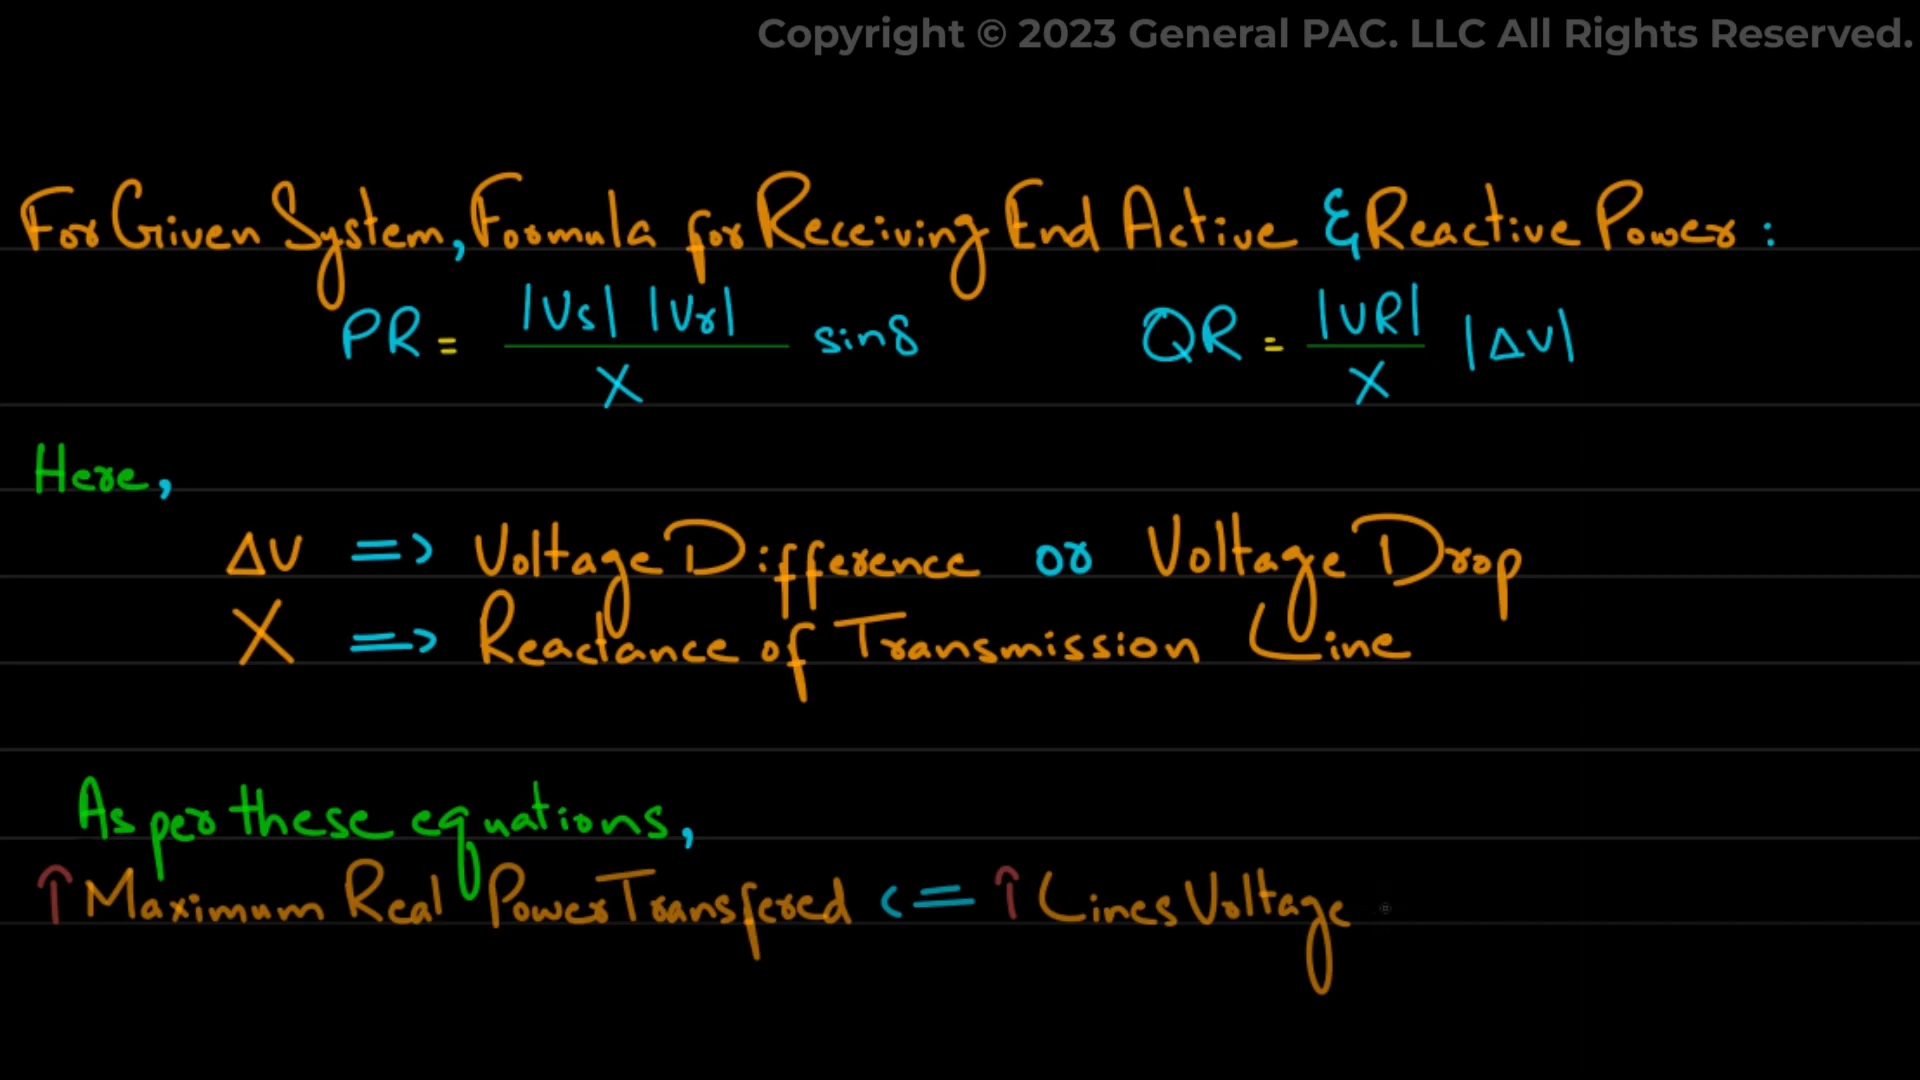 Copyright © 2023 General PAC. LLC All Rights Reserved.
For Given System, Formula for Receiving End Active & Reactive Power :
PR = |Vs| |Vr| / X sinδ QR = |VR| / X |ΔV|
Here,
ΔV => Voltage Difference or Voltage Drop
X => Reactance of Transmission Line
As per these equations,
↑ Maximum Real Power Transfered <= ↑ Lines Voltage